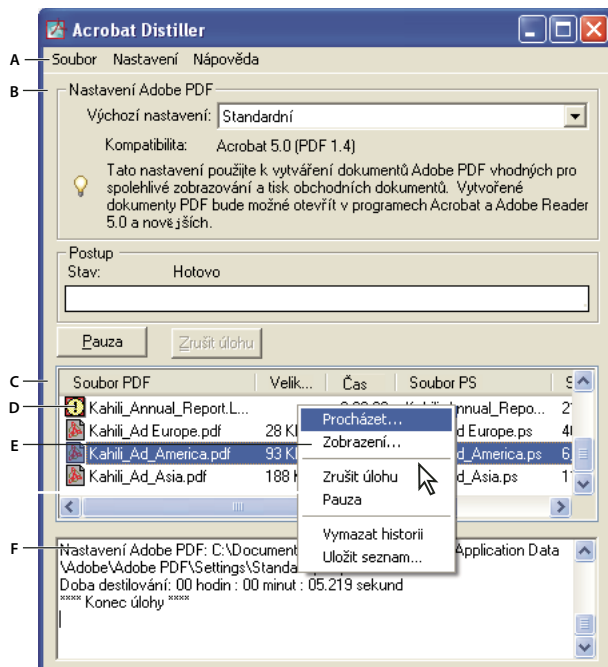 Acrobat Distiller
A
Soubor Nastavení Nápověda
B
Nastavení Adobe PDF
Výchozí nastavení: Standardní
Kompatibilita: Acrobat 5.0 (PDF 1.4)
Tato nastavení použijte k vytváření dokumentů Adobe PDF vhodných pro
spolehlivé zobrazování a tisk obchodních dokumentů. Vytvořené
dokumenty PDF bude možné otevřít v programech Acrobat a Adobe Reader
5.0 a novějších.
Postup
Stav: Hotovo
Pauza Zrušit úlohu
C
Soubor PDF Velik... Čas Soubor PS
D
Kahili_Annual_Report.L... nnual_Repo...
Kahili_Ad Europe.pdf 28 d Europe.ps
E
Kahili_Ad_America.pdf 93 d_America.ps
Kahili_Ad_Asia.pdf 188 d_Asia.ps
Procházet...
Zobrazení...
Zrušit úlohu
Pauza
Vymazat historii
Uložit seznam...
F
Nastavení Adobe PDF: C:\Document Application Data
\Adobe\Adobe PDF\Settings\Standa
Doba destilování: 00 hodin : 00 minut : 05.219 sekund
**** Konec úlohy ****